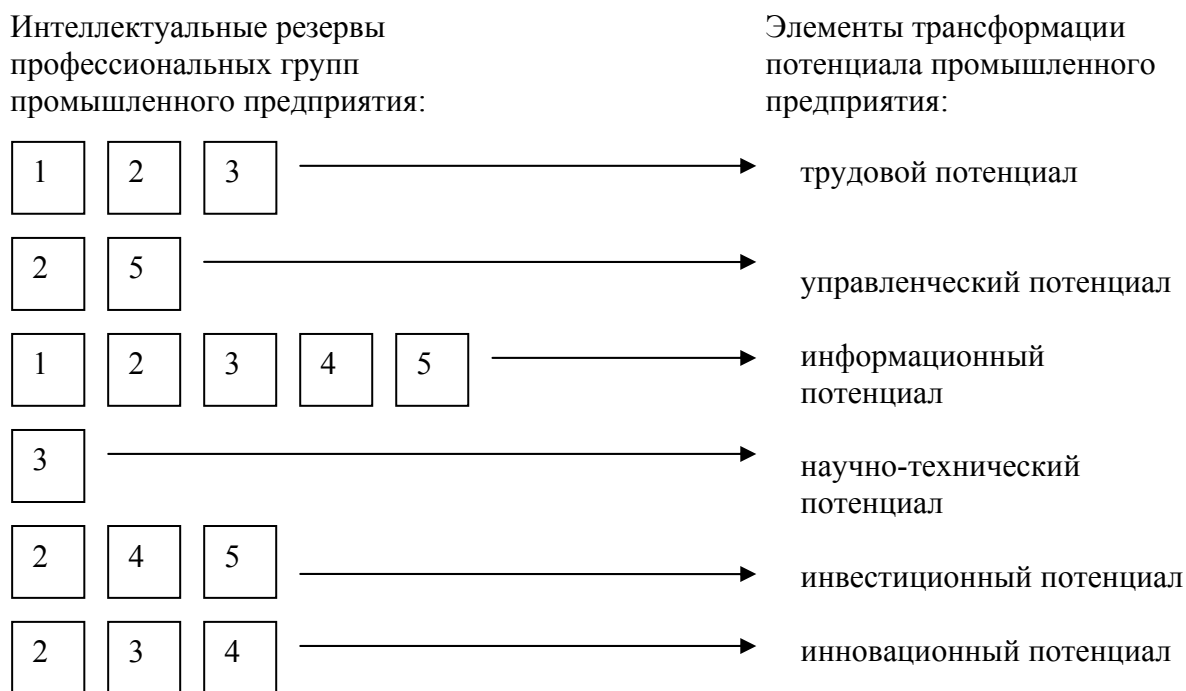 Интеллектуальные резервы
профессиональных групп
промышленного предприятия:
Элементы трансформации
потенциала промышленного
предприятия:
1 2 3
трудовой потенциал
2 5
управленческий потенциал
1 2 3 4 5
информационный
потенциал
3
научно-технический
потенциал
2 4 5
инвестиционный потенциал
2 3 4
инновационный потенциал